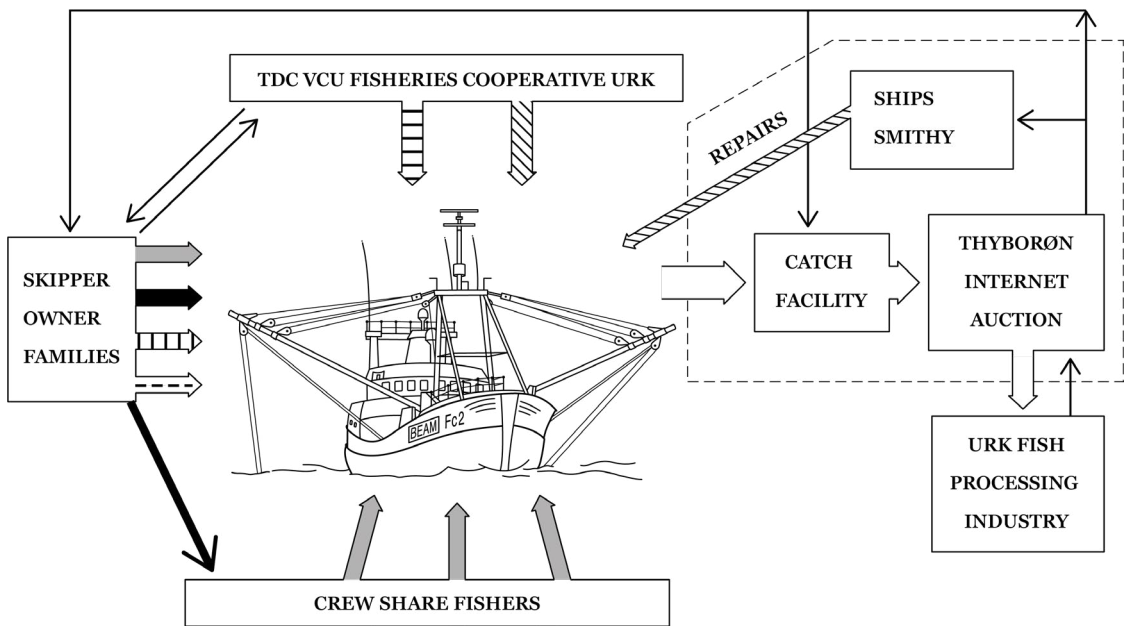 TDC VCU FISHERIES COOPERATIVE URK
SHIPS
SMITHY
REPAIRS
SKIPPER
OWNER
FAMILIES
CATCH
FACILITY
THYBORØN
INTERNET
AUCTION
BEAM Fc2
URK FISH
PROCESSING
INDUSTRY
CREW SHARE FISHERS